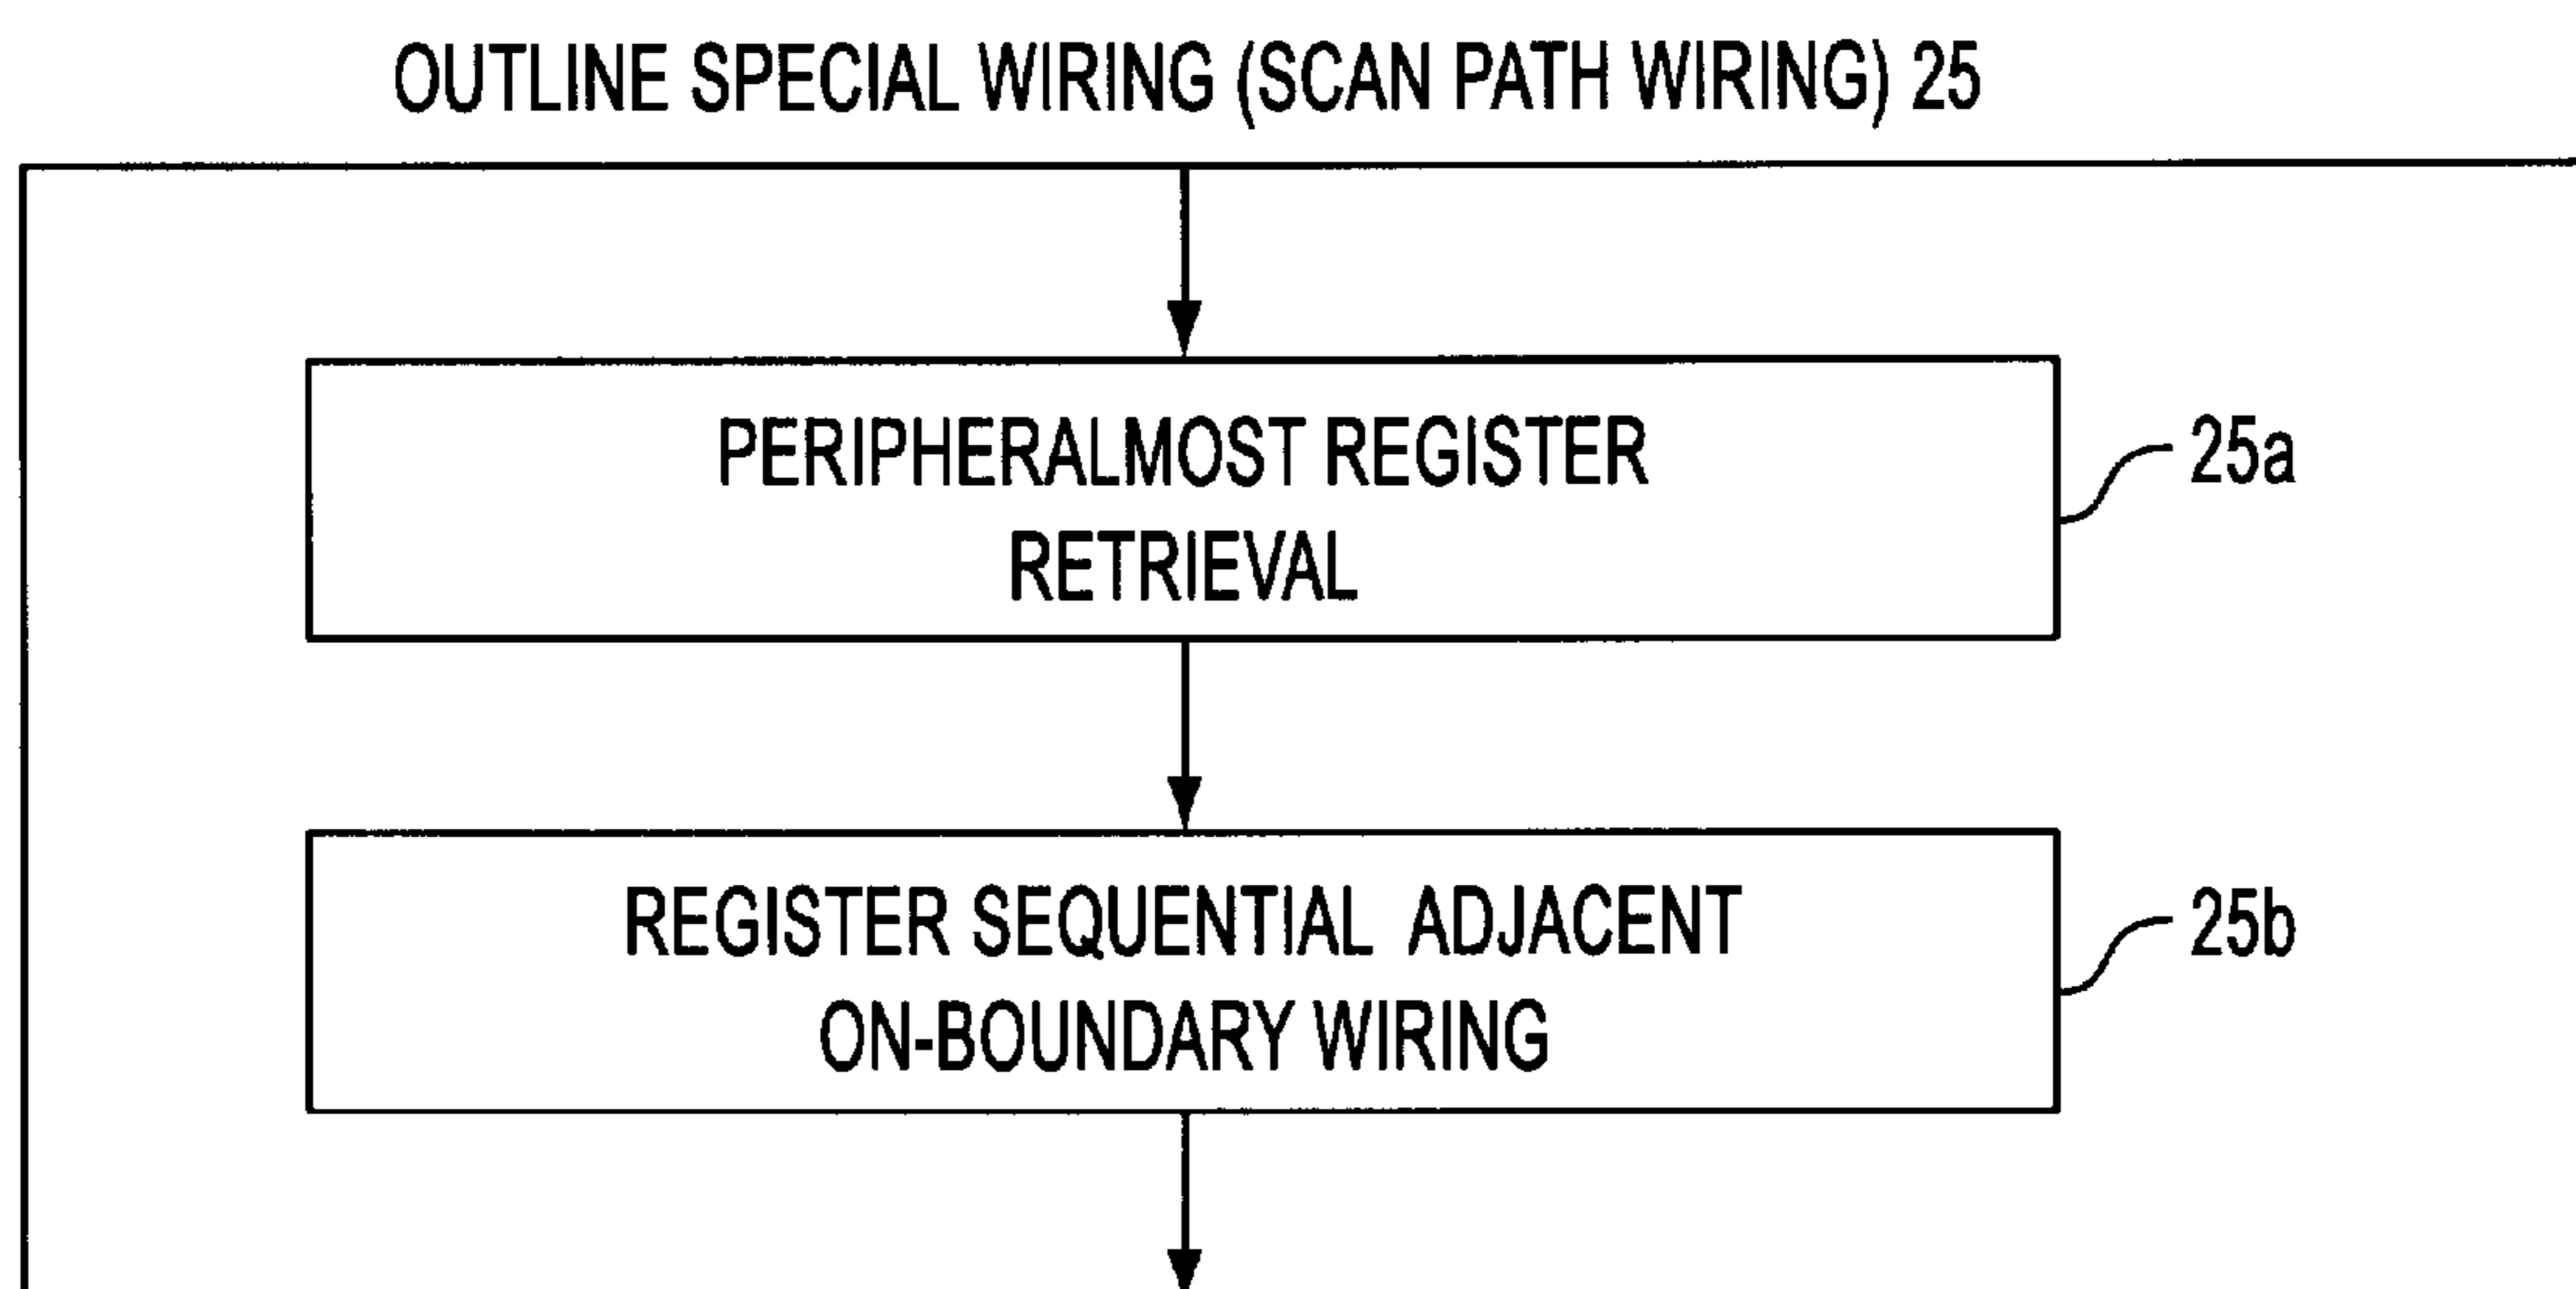 OUTLINE SPECIAL WIRING (SCAN PATH WIRING) 25
PERIPHERALMOST REGISTER
RETRIEVAL
25a
REGISTER SEQUENTIAL ADJACENT
ON-BOUNDARY WIRING
25b